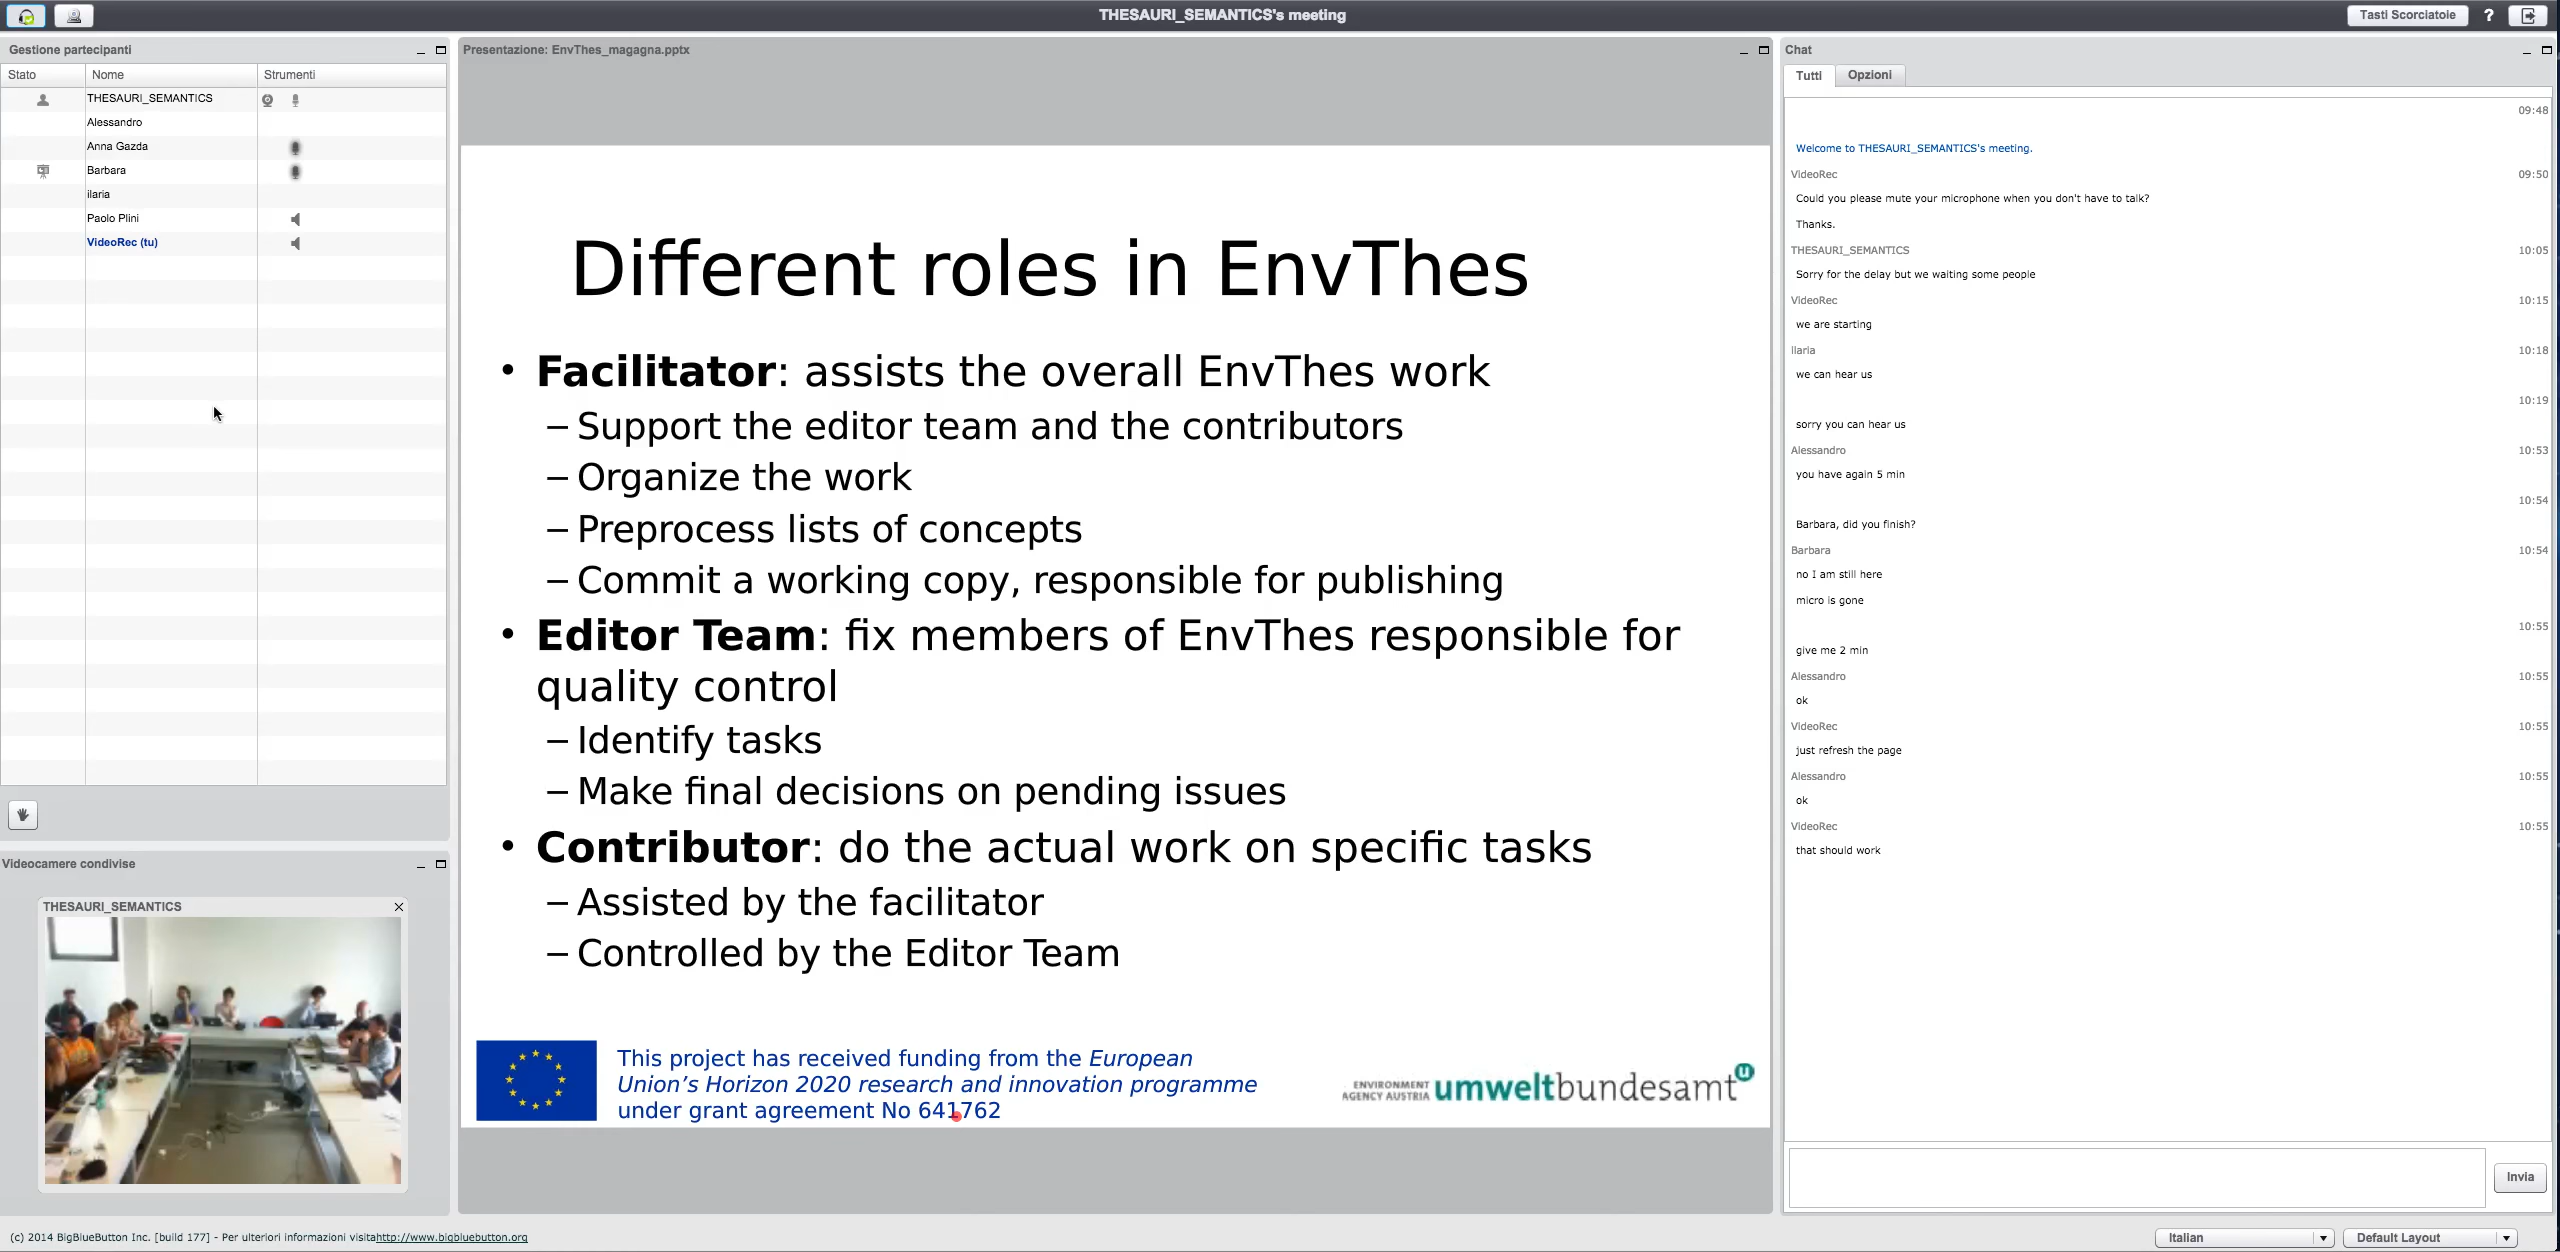 THESAURI_SEMANTICS's meeting
Tasti Scorciatoie
?
Gestione partecipanti
Stato Nome Strumenti
THESAURI_SEMANTICS
Alessandro
Anna Gazda
Barbara
ilaria
Paolo Plini
VideoRec (tu)
Videocamere condivise
THESAURI_SEMANTICS
Presentazione: EnvThes_magagna.pptx
Different roles in EnvThes
• Facilitator: assists the overall EnvThes work
– Support the editor team and the contributors
– Organize the work
– Preprocess lists of concepts
– Commit a working copy, responsible for publishing
• Editor Team: fix members of EnvThes responsible for
quality control
– Identify tasks
– Make final decisions on pending issues
• Contributor: do the actual work on specific tasks
– Assisted by the facilitator
– Controlled by the Editor Team
This project has received funding from the European
Union’s Horizon 2020 research and innovation programme
under grant agreement No 641762
ENVIRONMENT
AGENCY AUSTRIA umweltbundesamt u
Chat
Tutti Opzioni
09:48
Welcome to THESAURI_SEMANTICS's meeting.
VideoRec 09:50
Could you please mute your microphone when you don't have to talk?
Thanks.
THESAURI_SEMANTICS 10:05
Sorry for the delay but we waiting some people
VideoRec 10:15
we are starting
ilaria 10:18
we can hear us
10:19
sorry you can hear us
Alessandro 10:53
you have again 5 min
10:54
Barbara, did you finish?
Barbara 10:54
no I am still here
micro is gone
10:55
give me 2 min
Alessandro 10:55
ok
VideoRec 10:55
just refresh the page
Alessandro 10:55
ok
VideoRec 10:55
that should work
Invia
(c) 2014 BigBlueButton Inc. [build 177] - Per ulteriori informazioni visitahttp://www.bigbluebutton.org
Italian
Default Layout